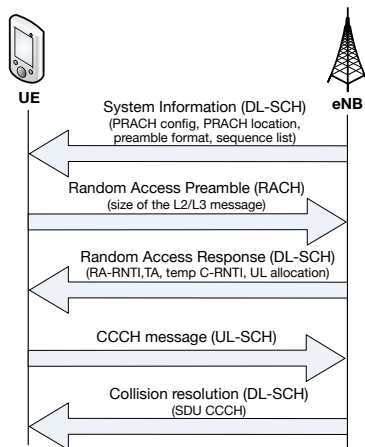 UE
eNB
System Information (DL-SCH)
(PRACH config, PRACH location,
preamble format, sequence list)
Random Access Preamble (RACH)
(size of the L2/L3 message)
Random Access Response (DL-SCH)
(RA-RNTI,TA, temp C-RNTI, UL allocation)
CCCH message (UL-SCH)
Collision resolution (DL-SCH)
(SDU CCCH)